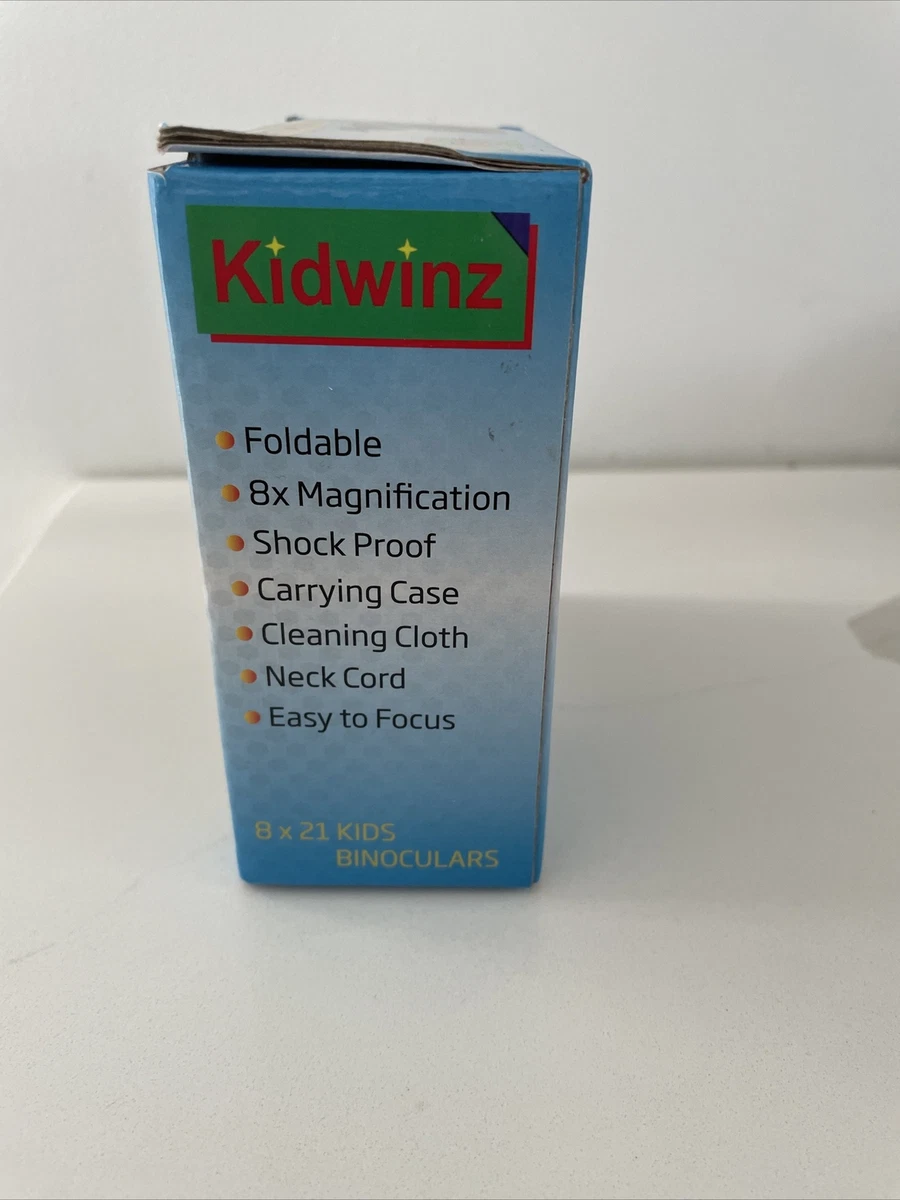 Kidwinz
Foldable
8x Magnification
Shock Proof
Carrying Case
Cleaning Cloth
Neck Cord
Easy to Focus
8 x 21 KIDS
BINOCULARS